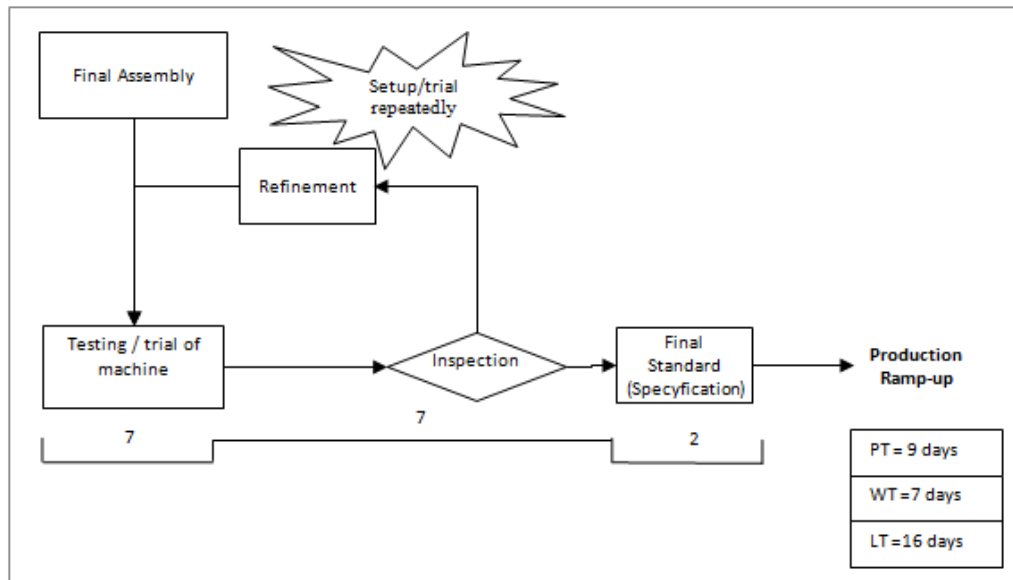 Final Assembly
Setup/trial
repeatedly
Refinement
Testing / trial of
machine
Inspection
Final
Standard
(Specyfication)
Production
Ramp-up
7
7
2
PT = 9 days
WT =7 days
LT =16 days